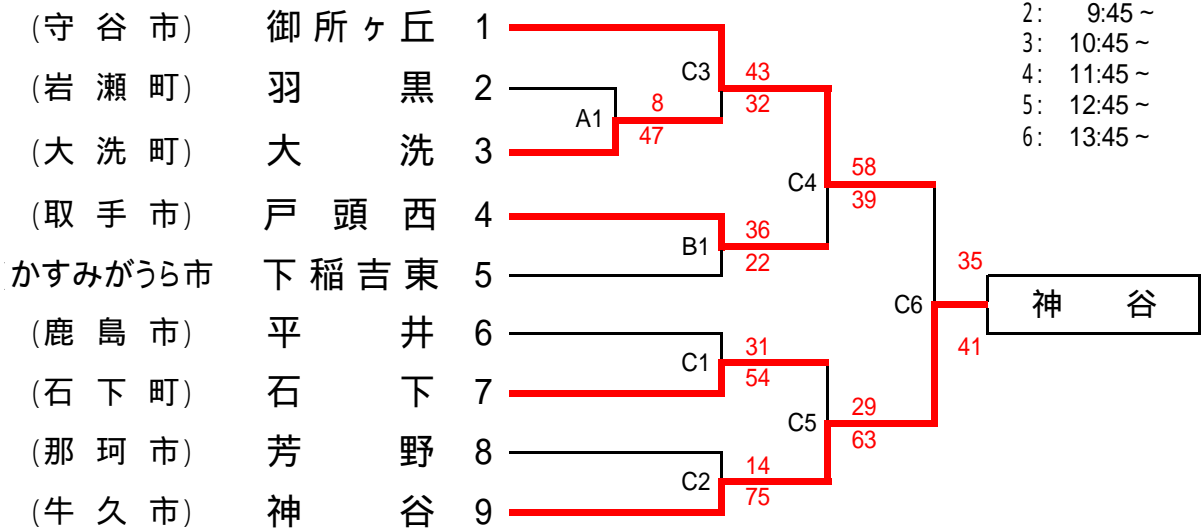 2: 9:45～
(守谷市) 御所ヶ丘 1
3: 10:45～
C3 43
32
(岩瀬町) 羽黒 2
4: 11:45～
A1 8
47
5: 12:45～
(大洗町) 大洗 3
6: 13:45～
C4 58
39
(取手市) 戸頭西 4
B1 36
22
かすみがうら市 下稲吉東 5
35
C6 神谷
41
(鹿島市) 平井 6
C1 31
54
(石下町) 石下 7
C5 29
63
(那珂市) 芳野 8
C2 14
75
(牛久市) 神谷 9